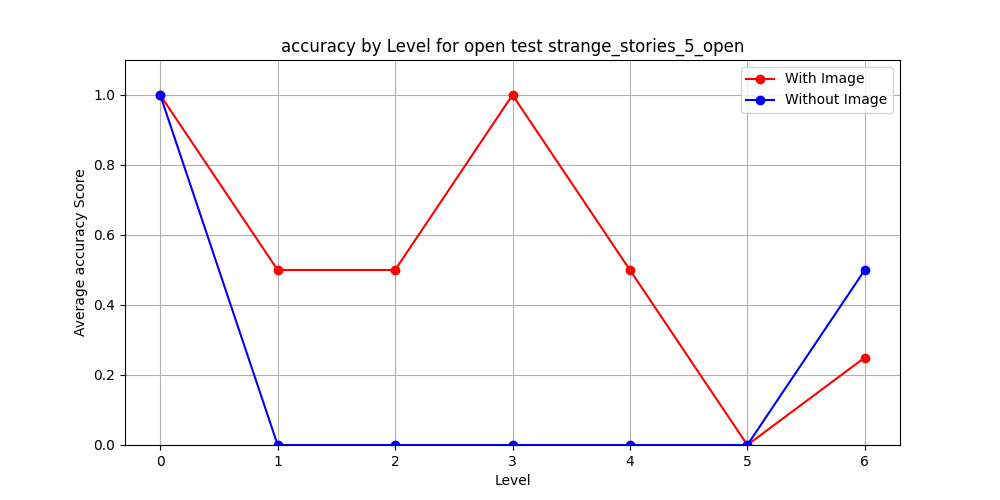 accuracy by Level for open test strange_stories_5_open
With Image
Without Image
Average accuracy Score
1.0
0.8
0.6
0.4
0.2
0.0
0 1 2 3 4 5 6
Level